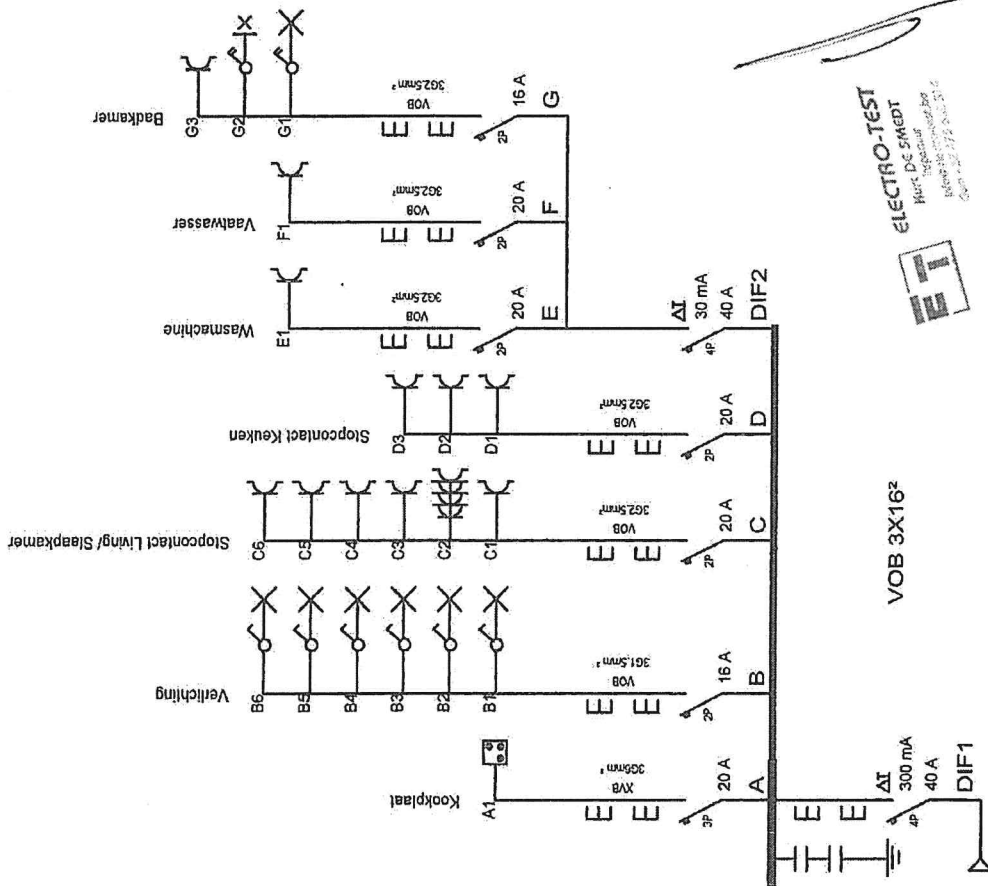 Badkamer
Vaatwasser
Wasmachine
Stopcontact Keuken
Stopcontact Living/ Slaapkamer
Verlichting
Kookplaat
G3
G2
G1
F1
E1
D3
D2
D1
C6
C5
C4
C3
C2
C1
B6
B5
B4
B3
B2
B1
A1
VOB
3G2.5mm²
2P
16 A
G
VOB
3G2.5mm²
2P
20 A
F
VOB
3G2.5mm²
2P
20 A
E
VOB
3G2.5mm²
2P
20 A
D
VOB
3G2.5mm²
2P
20 A
C
VOB
3G1.5mm²
2P
16 A
B
XVB
3G6mm²
3P
20 A
A
ΔI
30 mA
40 A
4P
DIF2
ΔI
300 mA
40 A
4P
DIF1
VOB 3X16²
ET
ELECTRO-TEST
Kurt DE SMEDT